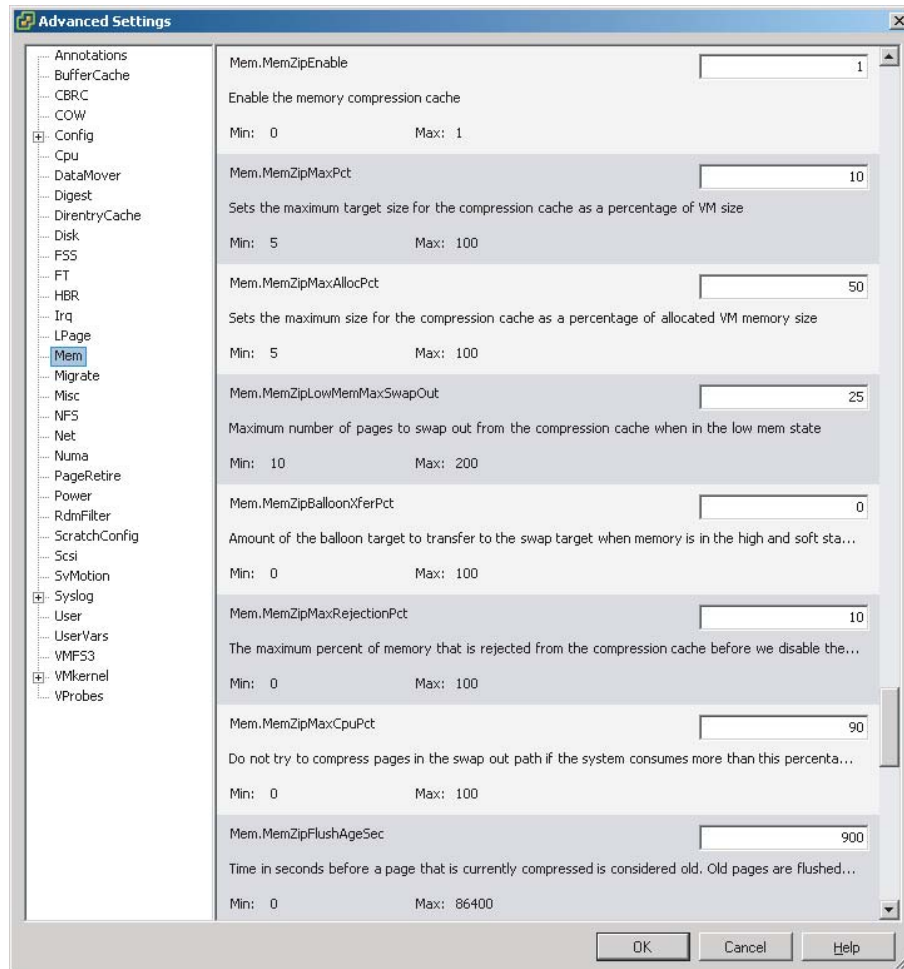 Advanced Settings
Annotations
BufferCache
CBRC
COW
Config
Cpu
DataMover
Digest
DirentryCache
Disk
FSS
FT
HBR
Irq
LPage
Mem
Migrate
Misc
NFS
Net
Numa
PageRetire
Power
RdmFilter
ScratchConfig
Scsi
SvMotion
Syslog
User
UserVars
VMFS3
VMkernel
VProbes
Mem.MemZipEnable 1
Enable the memory compression cache
Min: 0 Max: 1
Mem.MemZipMaxPct 10
Sets the maximum target size for the compression cache as a percentage of VM size
Min: 5 Max: 100
Mem.MemZipMaxAllocPct 50
Sets the maximum size for the compression cache as a percentage of allocated VM memory size
Min: 5 Max: 100
Mem.MemZipLowMemMaxSwapOut 25
Maximum number of pages to swap out from the compression cache when in the low mem state
Min: 10 Max: 200
Mem.MemZipBalloonXferPct 0
Amount of the balloon target to transfer to the swap target when memory is in the high and soft sta...
Min: 0 Max: 100
Mem.MemZipMaxRejectionPct 10
The maximum percent of memory that is rejected from the compression cache before we disable the...
Min: 0 Max: 100
Mem.MemZipMaxCpuPct 90
Do not try to compress pages in the swap out path if the system consumes more than this percenta...
Min: 0 Max: 100
Mem.MemZipFlushAgeSec 900
Time in seconds before a page that is currently compressed is considered old. Old pages are flushed...
Min: 0 Max: 86400
OK Cancel Help